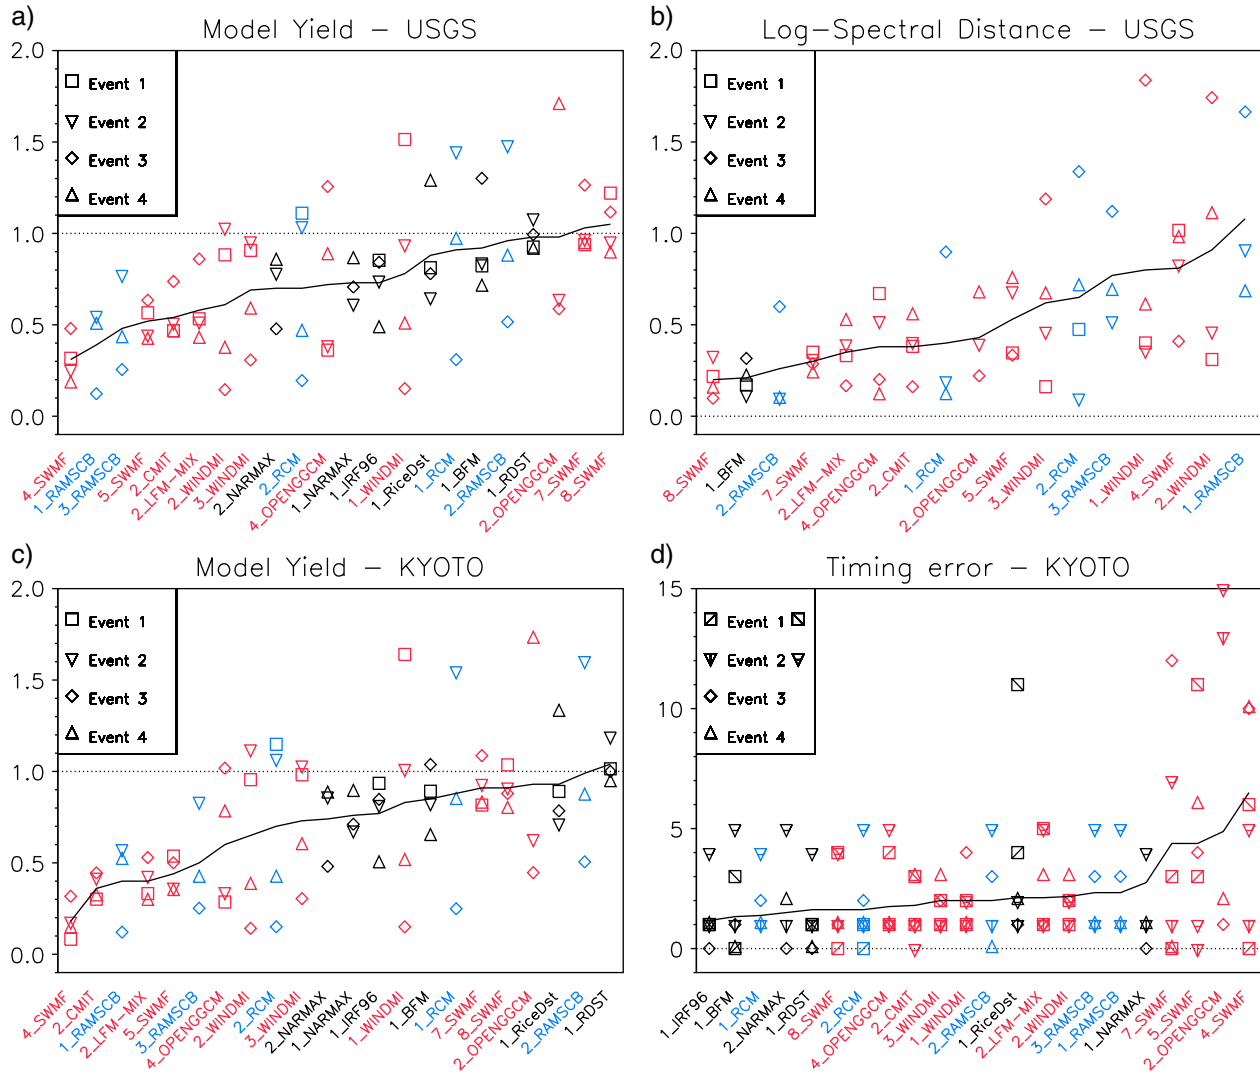 a)
Model Yield – USGS
2.0
1.5
1.0
0.5
0.0
Event 1
Event 2
Event 3
Event 4
4_SWMF
1_RAMSCB
3_RAMSCB
5_SWMF
2_CMIT
2_LFM-MIX
2_WINDMI
3_WINDMI
2_NARMAX
2_RCM
4_OPENGGCM
1_NARMAX
1_IRF96
1_WINDMI
1_RiceDst
1_RCM
1_BFM
2_RAMSCB
1_RDST
2_OPENGGCM
7_SWMF
8_SWMF
b)
Log–Spectral Distance – USGS
2.0
1.5
1.0
0.5
0.0
Event 1
Event 2
Event 3
Event 4
8_SWMF
1_BFM
2_RAMSCB
7_SWMF
2_LFM-MIX
4_OPENGGCM
2_CMIT
1_RCM
2_OPENGGCM
5_SWMF
3_WINDMI
2_RCM
3_RAMSCB
1_WINDMI
4_SWMF
2_WINDMI
1_RAMSCB
c)
Model Yield – KYOTO
2.0
1.5
1.0
0.5
0.0
Event 1
Event 2
Event 3
Event 4
4_SWMF
2_CMIT
1_RAMSCB
2_LFM-MIX
5_SWMF
3_RAMSCB
4_OPENGGCM
2_WINDMI
2_RCM
3_WINDMI
2_NARMAX
1_NARMAX
1_IRF96
1_WINDMI
1_BFM
1_RCM
7_SWMF
8_SWMF
2_OPENGGCM
1_RiceDst
2_RAMSCB
1_RDST
d)
Timing error – KYOTO
15
10
5
0
Event 1
Event 2
Event 3
Event 4
1_IRF96
1_BFM
1_RCM
2_NARMAX
1_RDST
8_SWMF
2_RCM
4_OPENGGCM
2_CMIT
3_WINDMI
1_WINDMI
2_RAMSCB
1_RiceDst
2_LFM-MIX
2_WINDMI
3_RAMSCB
1_RAMSCB
1_NARMAX
7_SWMF
5_SWMF
2_OPENGGCM
4_SWMF